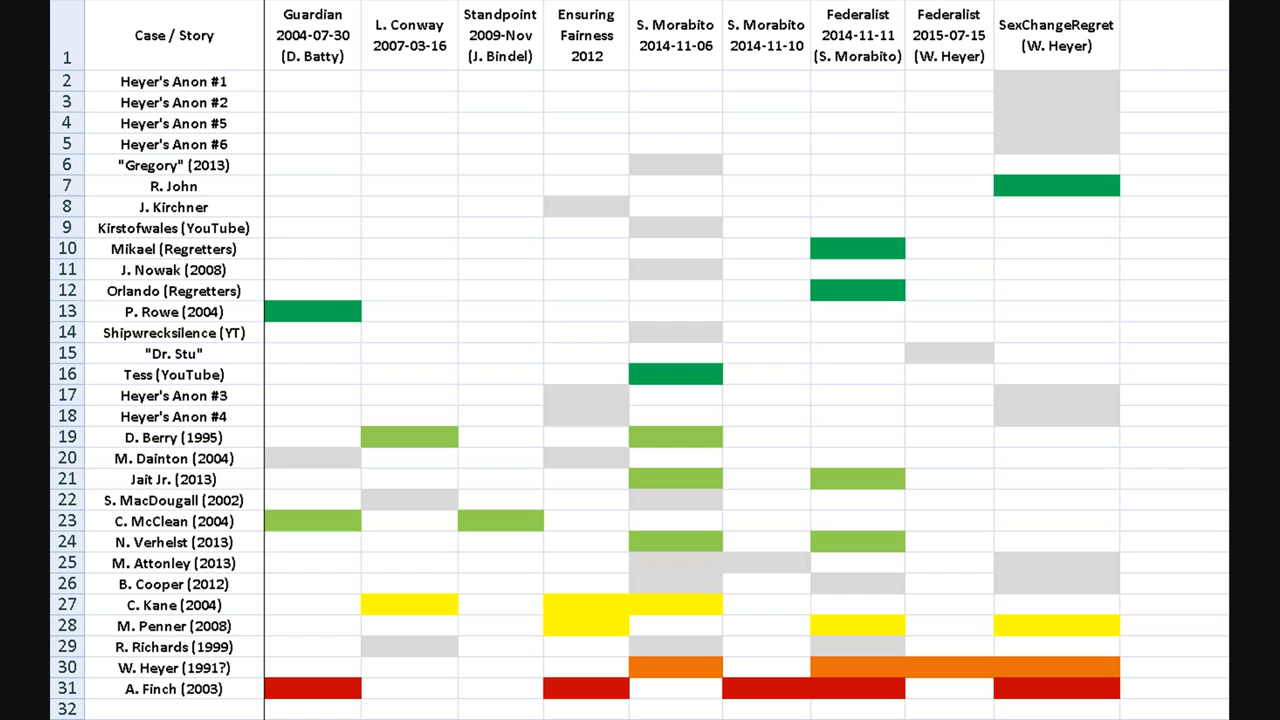 Case / Story
Guardian
2004-07-30
(D. Batty)
L. Conway
2007-03-16
Standpoint
2009-Nov
(J. Bindel)
Ensuring
Fairness
2012
S. Morabito
2014-11-06
S. Morabito
2014-11-10
Federalist
2014-11-11
(S. Morabito)
Federalist
2015-07-15
(W. Heyer)
SexChangeRegret
(W. Heyer)
1
2 Heyer's Anon #1
3 Heyer's Anon #2
4 Heyer's Anon #5
5 Heyer's Anon #6
6 "Gregory" (2013)
7 R. John
8 J. Kirchner
9 Kirstofwales (YouTube)
10 Mikael (Regretters)
11 J. Nowak (2008)
12 Orlando (Regretters)
13 P. Rowe (2004)
14 Shipwrecksilence (YT)
15 "Dr. Stu"
16 Tess (YouTube)
17 Heyer's Anon #3
18 Heyer's Anon #4
19 D. Berry (1995)
20 M. Dainton (2004)
21 Jait Jr. (2013)
22 S. MacDougall (2002)
23 C. McClean (2004)
24 N. Verhelst (2013)
25 M. Attonley (2013)
26 B. Cooper (2012)
27 C. Kane (2004)
28 M. Penner (2008)
29 R. Richards (1999)
30 W. Heyer (1991?)
31 A. Finch (2003)
32